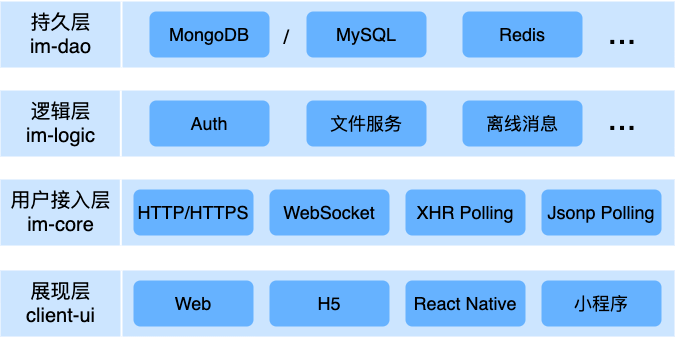 持久层
im-dao
MongoDB / MySQL Redis ...
逻辑层
im-logic
Auth 文件服务 离线消息 ...
用户接入层
im-core
HTTP/HTTPS WebSocket XHR Polling Jsonp Polling
展现层
client-ui
Web H5 React Native 小程序